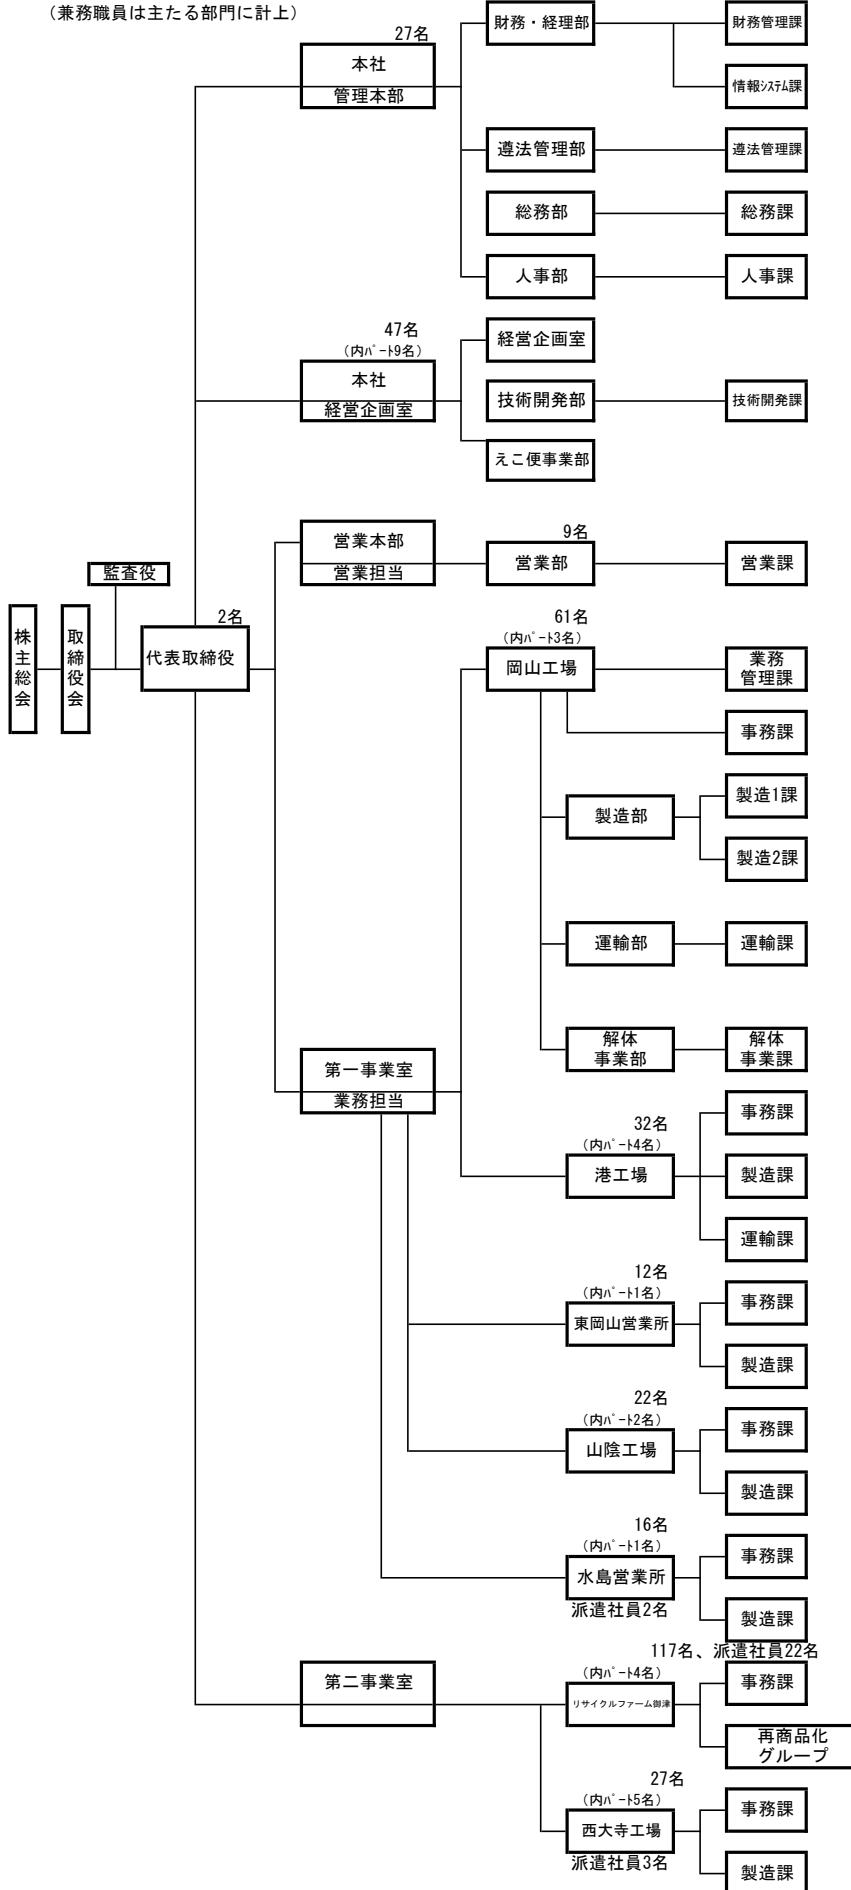 （兼務職員は主たる部門に計上）
27名
本社
管理本部
財務・経理部
財務管理課
情報ｼｽﾃﾑ課
遵法管理部
遵法管理課
総務部
総務課
人事部
人事課
47名
（内ﾊﾟｰﾄ9名）
本社
経営企画室
経営企画室
技術開発部
技術開発課
えこ便事業部
営業本部
営業担当
9名
営業部
営業課
監査役
株主総会
取締役会
2名
代表取締役
61名
（内ﾊﾟｰﾄ3名）
岡山工場
業務
管理課
事務課
製造部
製造1課
製造2課
運輸部
運輸課
解体
事業部
解体
事業課
第一事業室
業務担当
32名
（内ﾊﾟｰﾄ4名）
港工場
事務課
製造課
運輸課
12名
（内ﾊﾟｰﾄ1名）
東岡山営業所
事務課
製造課
22名
（内ﾊﾟｰﾄ2名）
山陰工場
事務課
製造課
16名
（内ﾊﾟｰﾄ1名）
水島営業所
派遣社員2名
事務課
製造課
117名、派遣社員22名
第二事業室
（内ﾊﾟｰﾄ4名）
リサイクルファーム御津
事務課
再商品化
グループ
27名
（内ﾊﾟｰﾄ5名）
西大寺工場
派遣社員3名
事務課
製造課